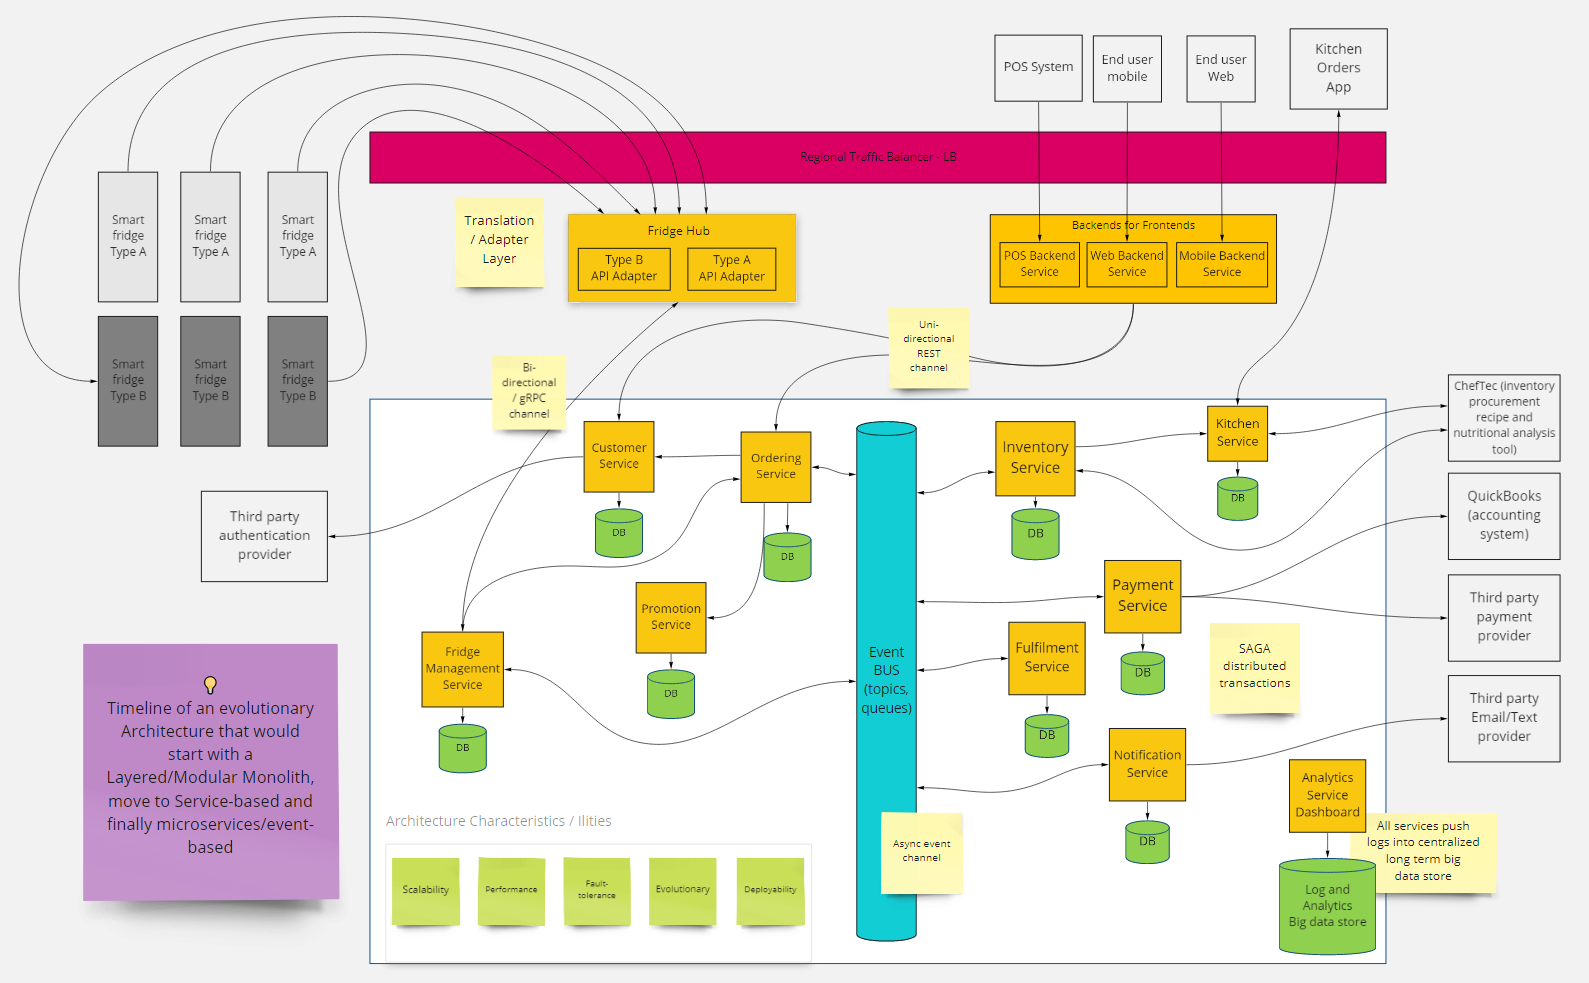 POS System
End user
mobile
End user
Web
Kitchen
Orders
App
Regional Traffic Balancer - LB
Smart
fridge
Type A
Smart
fridge
Type A
Smart
fridge
Type A
Translation
/ Adapter
Layer
Fridge Hub
Type B
API Adapter
Type A
API Adapter
Backends for Frontends
POS Backend
Service
Web Backend
Service
Mobile Backend
Service
Smart
fridge
Type B
Smart
fridge
Type B
Smart
fridge
Type B
Uni-
directional
REST
channel
Bi-
directional
/ gRPC
channel
Customer
Service
DB
Ordering
Service
DB
Inventory
Service
DB
Kitchen
Service
DB
ChefTec (inventory
procurement
recipe and
nutritional analysis
tool)
QuickBooks
(accounting
system)
Third party
authentication
provider
Promotion
Service
DB
Payment
Service
DB
Third party
payment
provider
Fridge
Management
Service
DB
Event
BUS
(topics,
queues)
Fulfilment
Service
DB
SAGA
distributed
transactions
Third party
Email/Text
provider
Timeline of an evolutionary
Architecture that would
start with a
Layered/Modular Monolith,
move to Service-based and
finally microservices/event-
based
Notification
Service
DB
Analytics
Service
Dashboard
All services push
logs into centralized
long term big
data store
Log and
Analytics
Big data store
Async event
channel
Architecture Characteristics / Ilities
Scalability
Performance
Fault-
tolerance
Evolutionary
Deployability